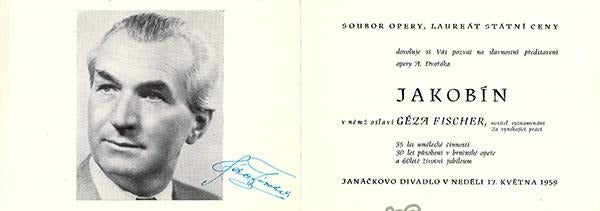 SOUBOR OPERY, LAUREÁT STÁTNÍ CENY
dovoluje si Vás pozvat na slavnostní představení
opery A. Dvořáka
JAKOBÍN
v němž oslaví GÉZA FISCHER, nositel vyznamenání
Za vynikající práci
35 let umělecké činnosti
30 let působení v brněnské opeře
a 60leté životní jubileum
JANÁČKOVO DIVADLO V NEDĚLI 17. KVĚTNA 1959